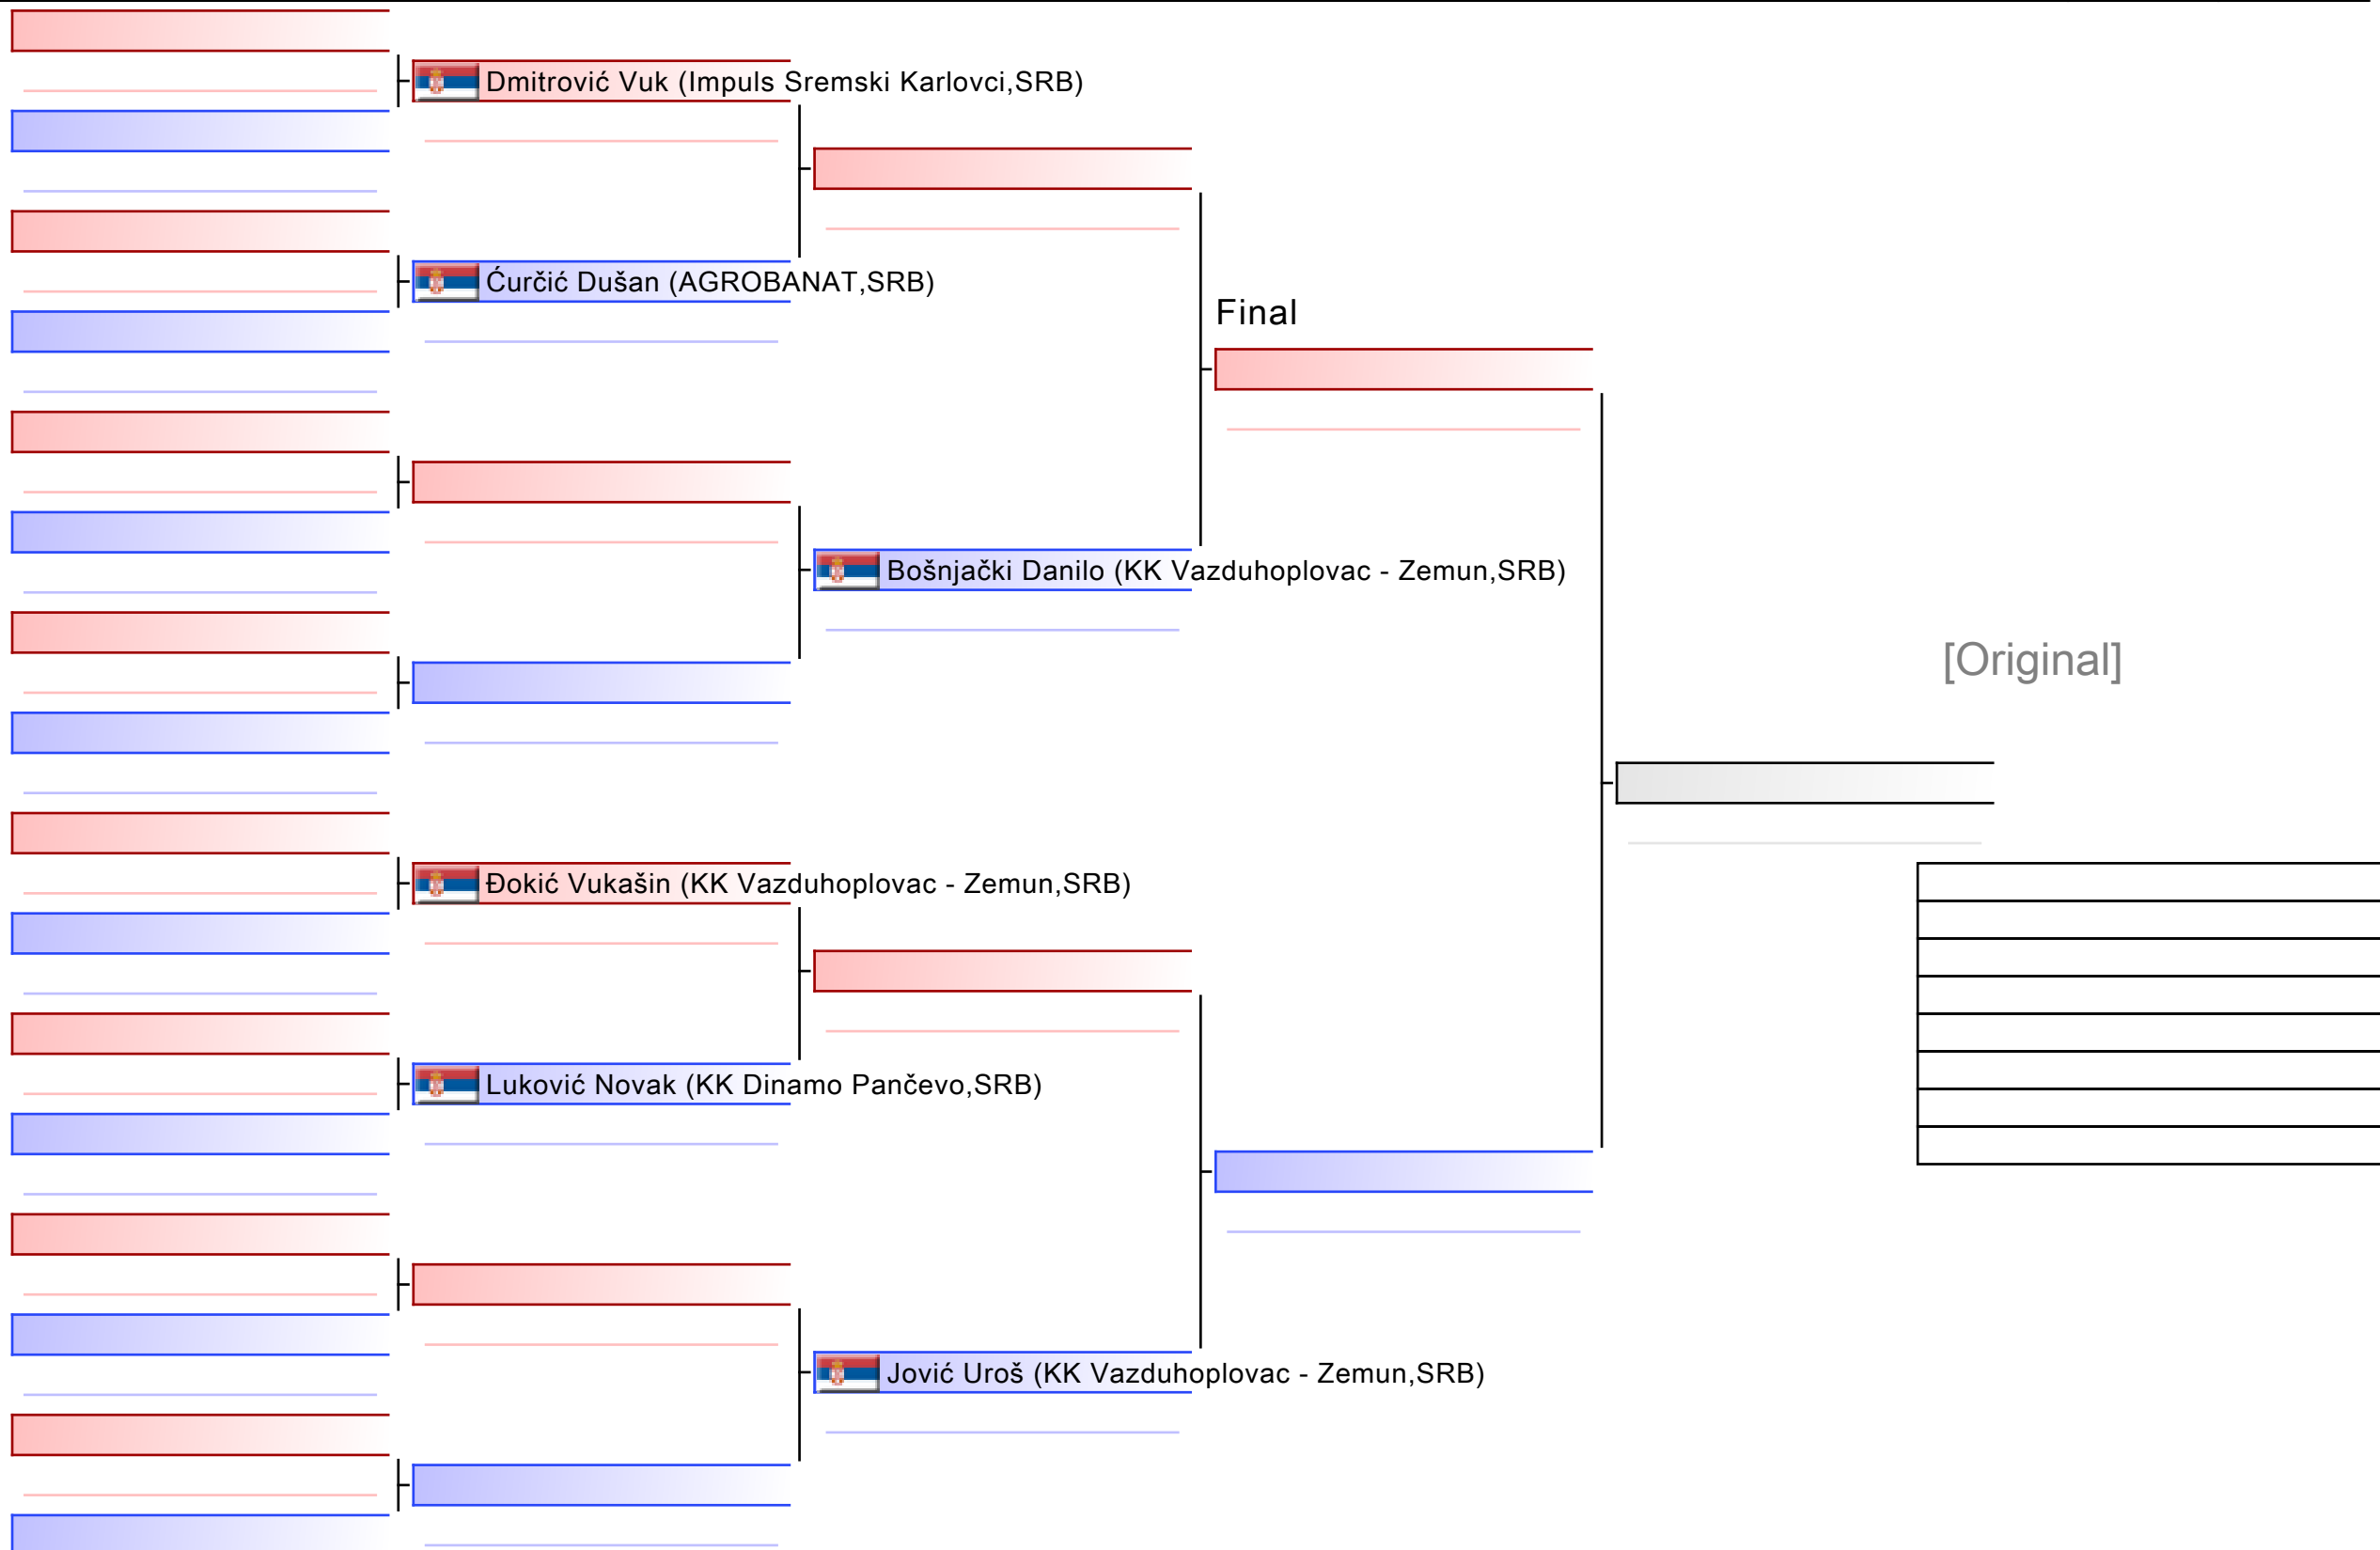 Dmitrović Vuk (Impuls Sremski Karlovci,SRB)
Ćurčić Dušan (AGROBANAT,SRB)
Final
Bošnjački Danilo (KK Vazduhoplovac - Zemun,SRB)
[Original]
Đokić Vukašin (KK Vazduhoplovac - Zemun,SRB)
Luković Novak (KK Dinamo Pančevo,SRB)
Jović Uroš (KK Vazduhoplovac - Zemun,SRB)